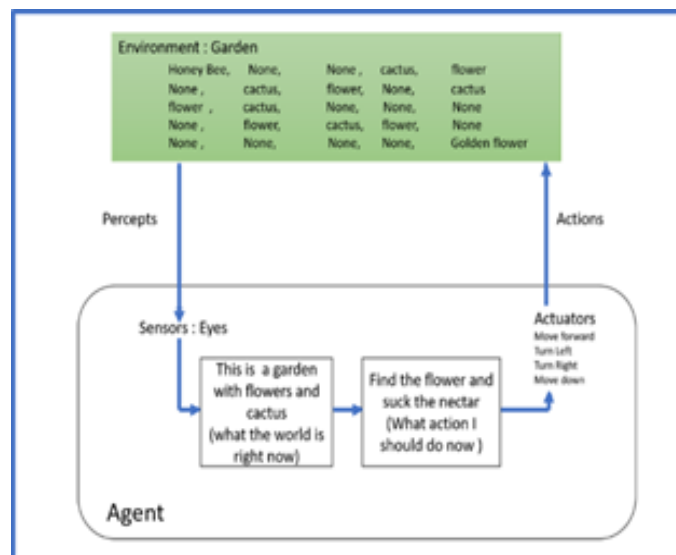 Environment : Garden
Honey Bee, None, None , cactus, flower
None , cactus, flower, None, cactus
flower , cactus, None, None, None
None , flower, cactus, flower, None
None , None, None, None, Golden flower
Percepts
Actions
Sensors : Eyes
Actuators
Move forward
Turn Left
Turn Right
Move down
This is a garden
with flowers and
cactus
(what the world is
right now)
Find the flower and
suck the nectar
(What action I
should do now )
Agent